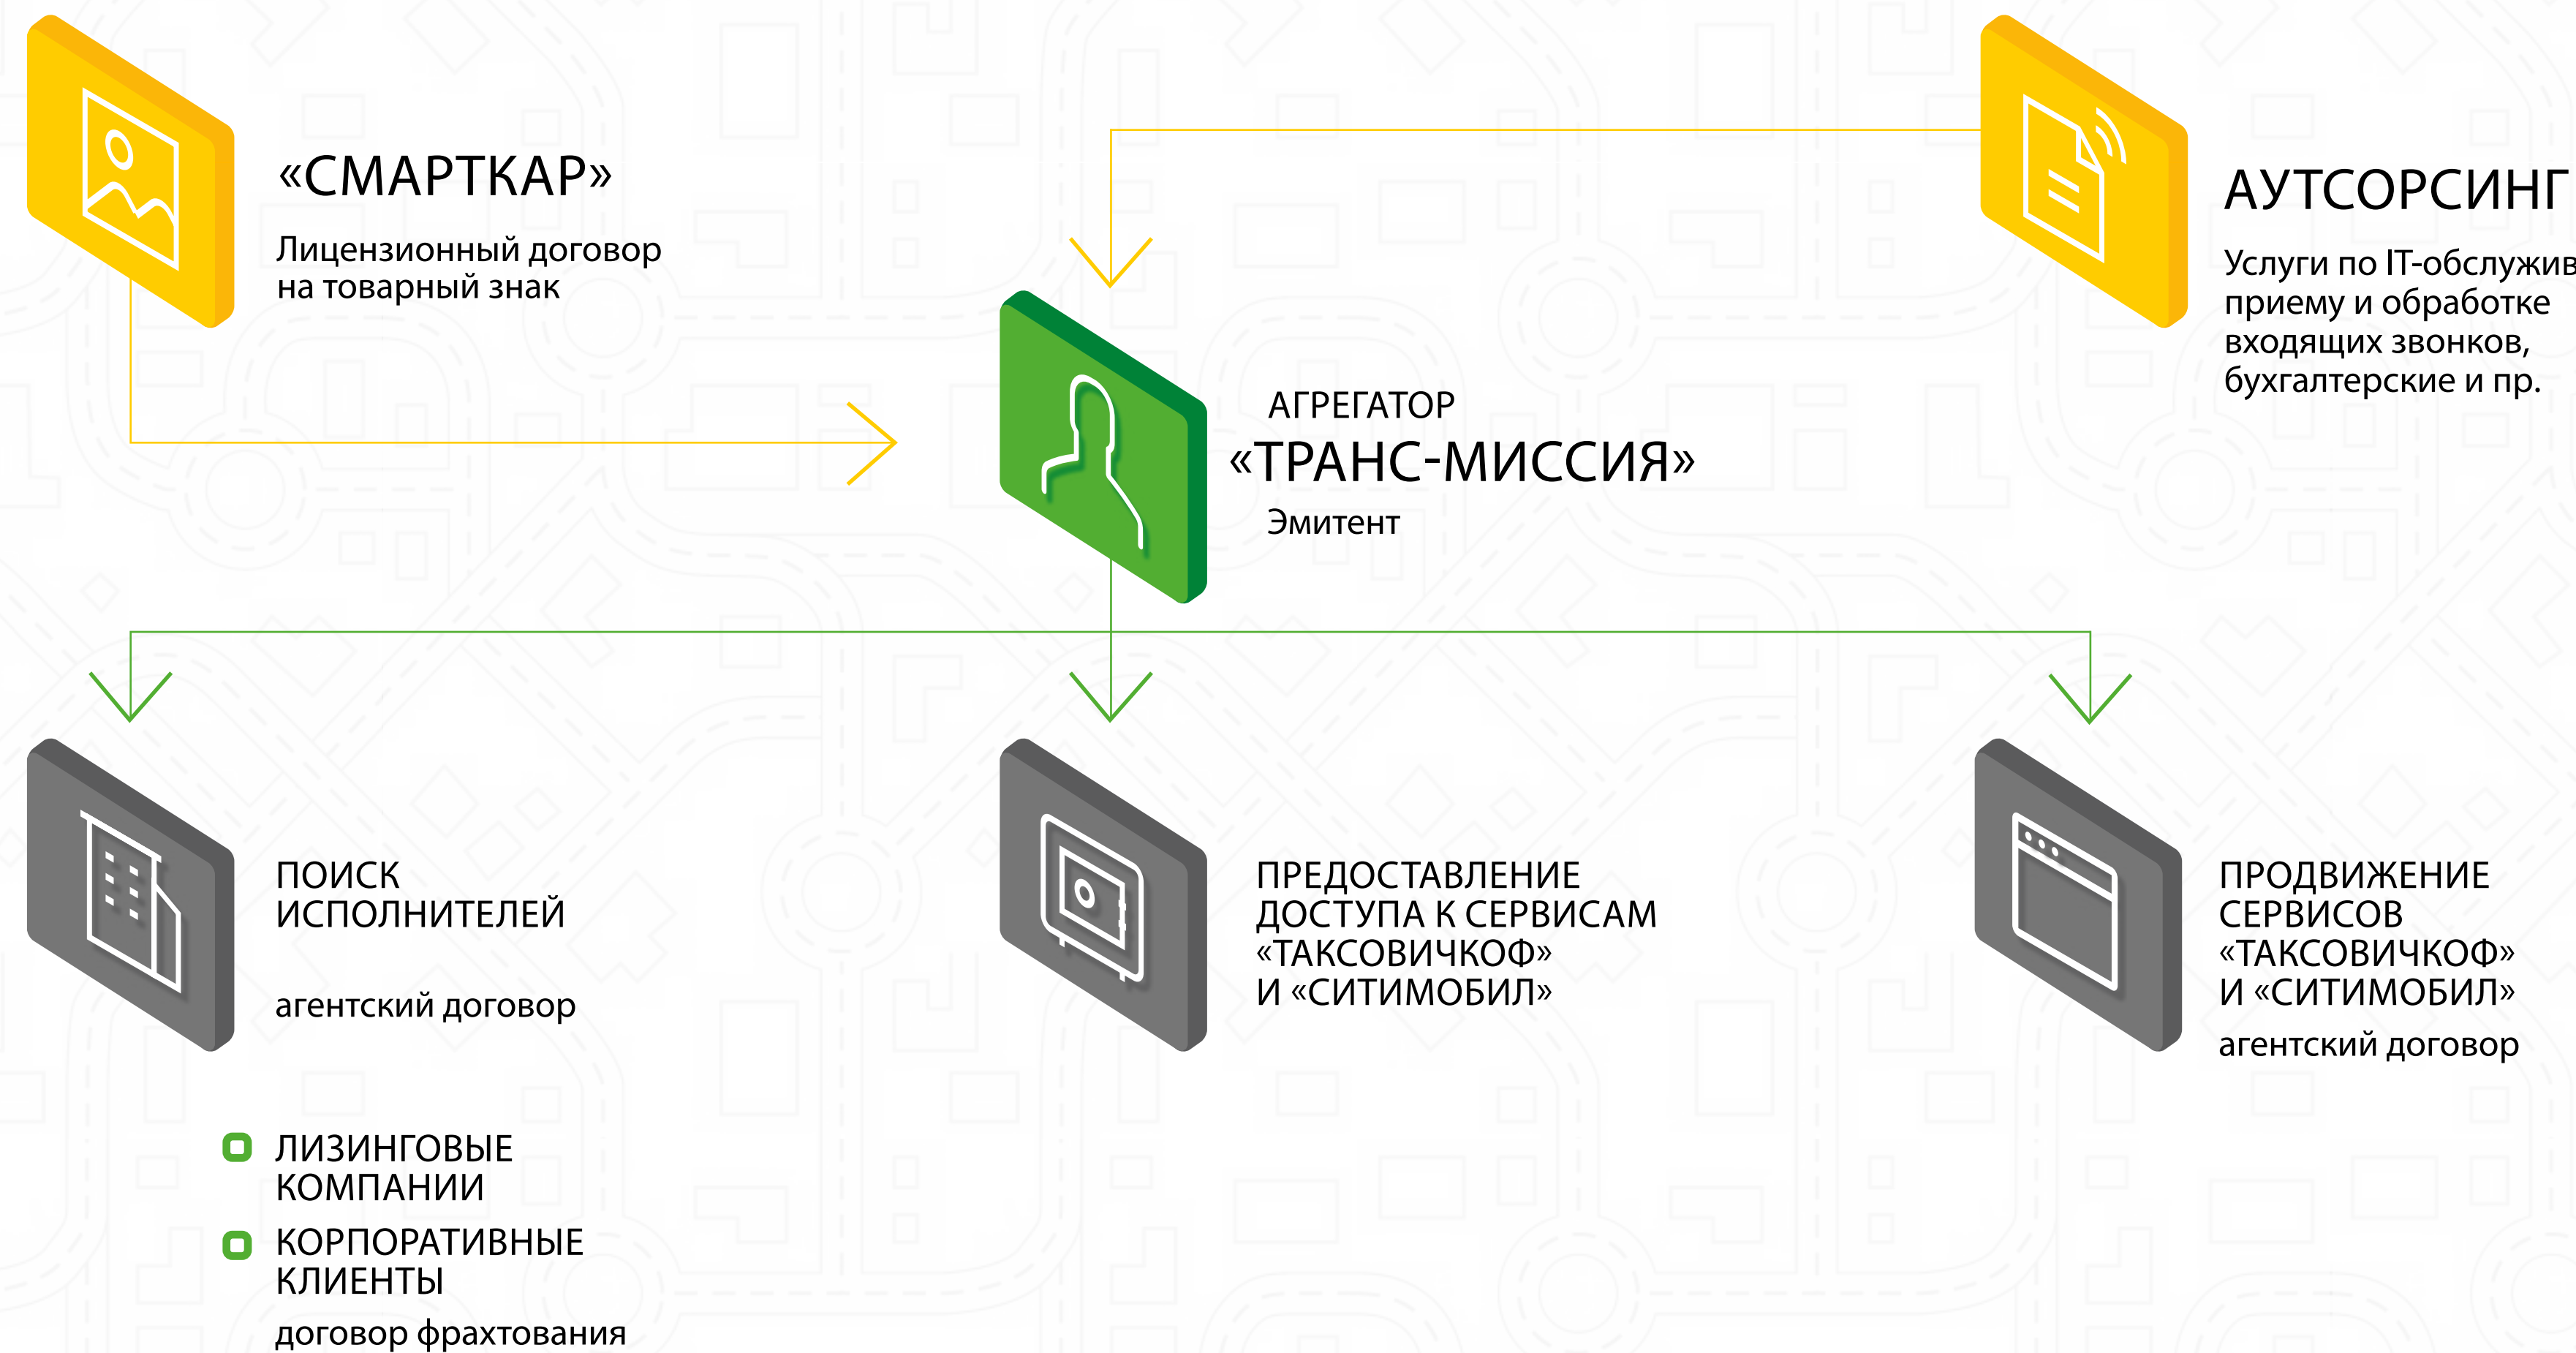 «СМАРТКАР»
Лицензионный договор
на товарный знак
АУТСОРСИНГ
Услуги по IT-обслужив
приему и обработке
входящих звонков,
бухгалтерские и пр.
АГРЕГАТОР
«ТРАНС-МИССИЯ»
Эмитент
ПОИСК
ИСПОЛНИТЕЛЕЙ
агентский договор
ЛИЗИНГОВЫЕ
КОМПАНИИ
КОРПОРАТИВНЫЕ
КЛИЕНТЫ
договор фрахтования
ПРЕДОСТАВЛЕНИЕ
ДОСТУПА К СЕРВИСАМ
«ТАКСОВИЧКОФ»
И «СИТИМОБИЛ»
ПРОДВИЖЕНИЕ
СЕРВИСОВ
«ТАКСОВИЧКОФ»
И «СИТИМОБИЛ»
агентский договор